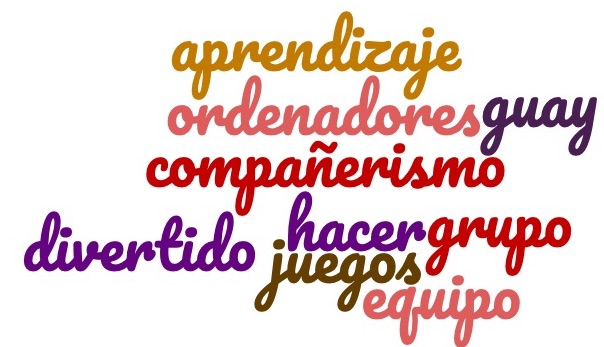 aprendizaje
ordenadores guay
compañerismo
divertido hacer grupo
juegos
equipo